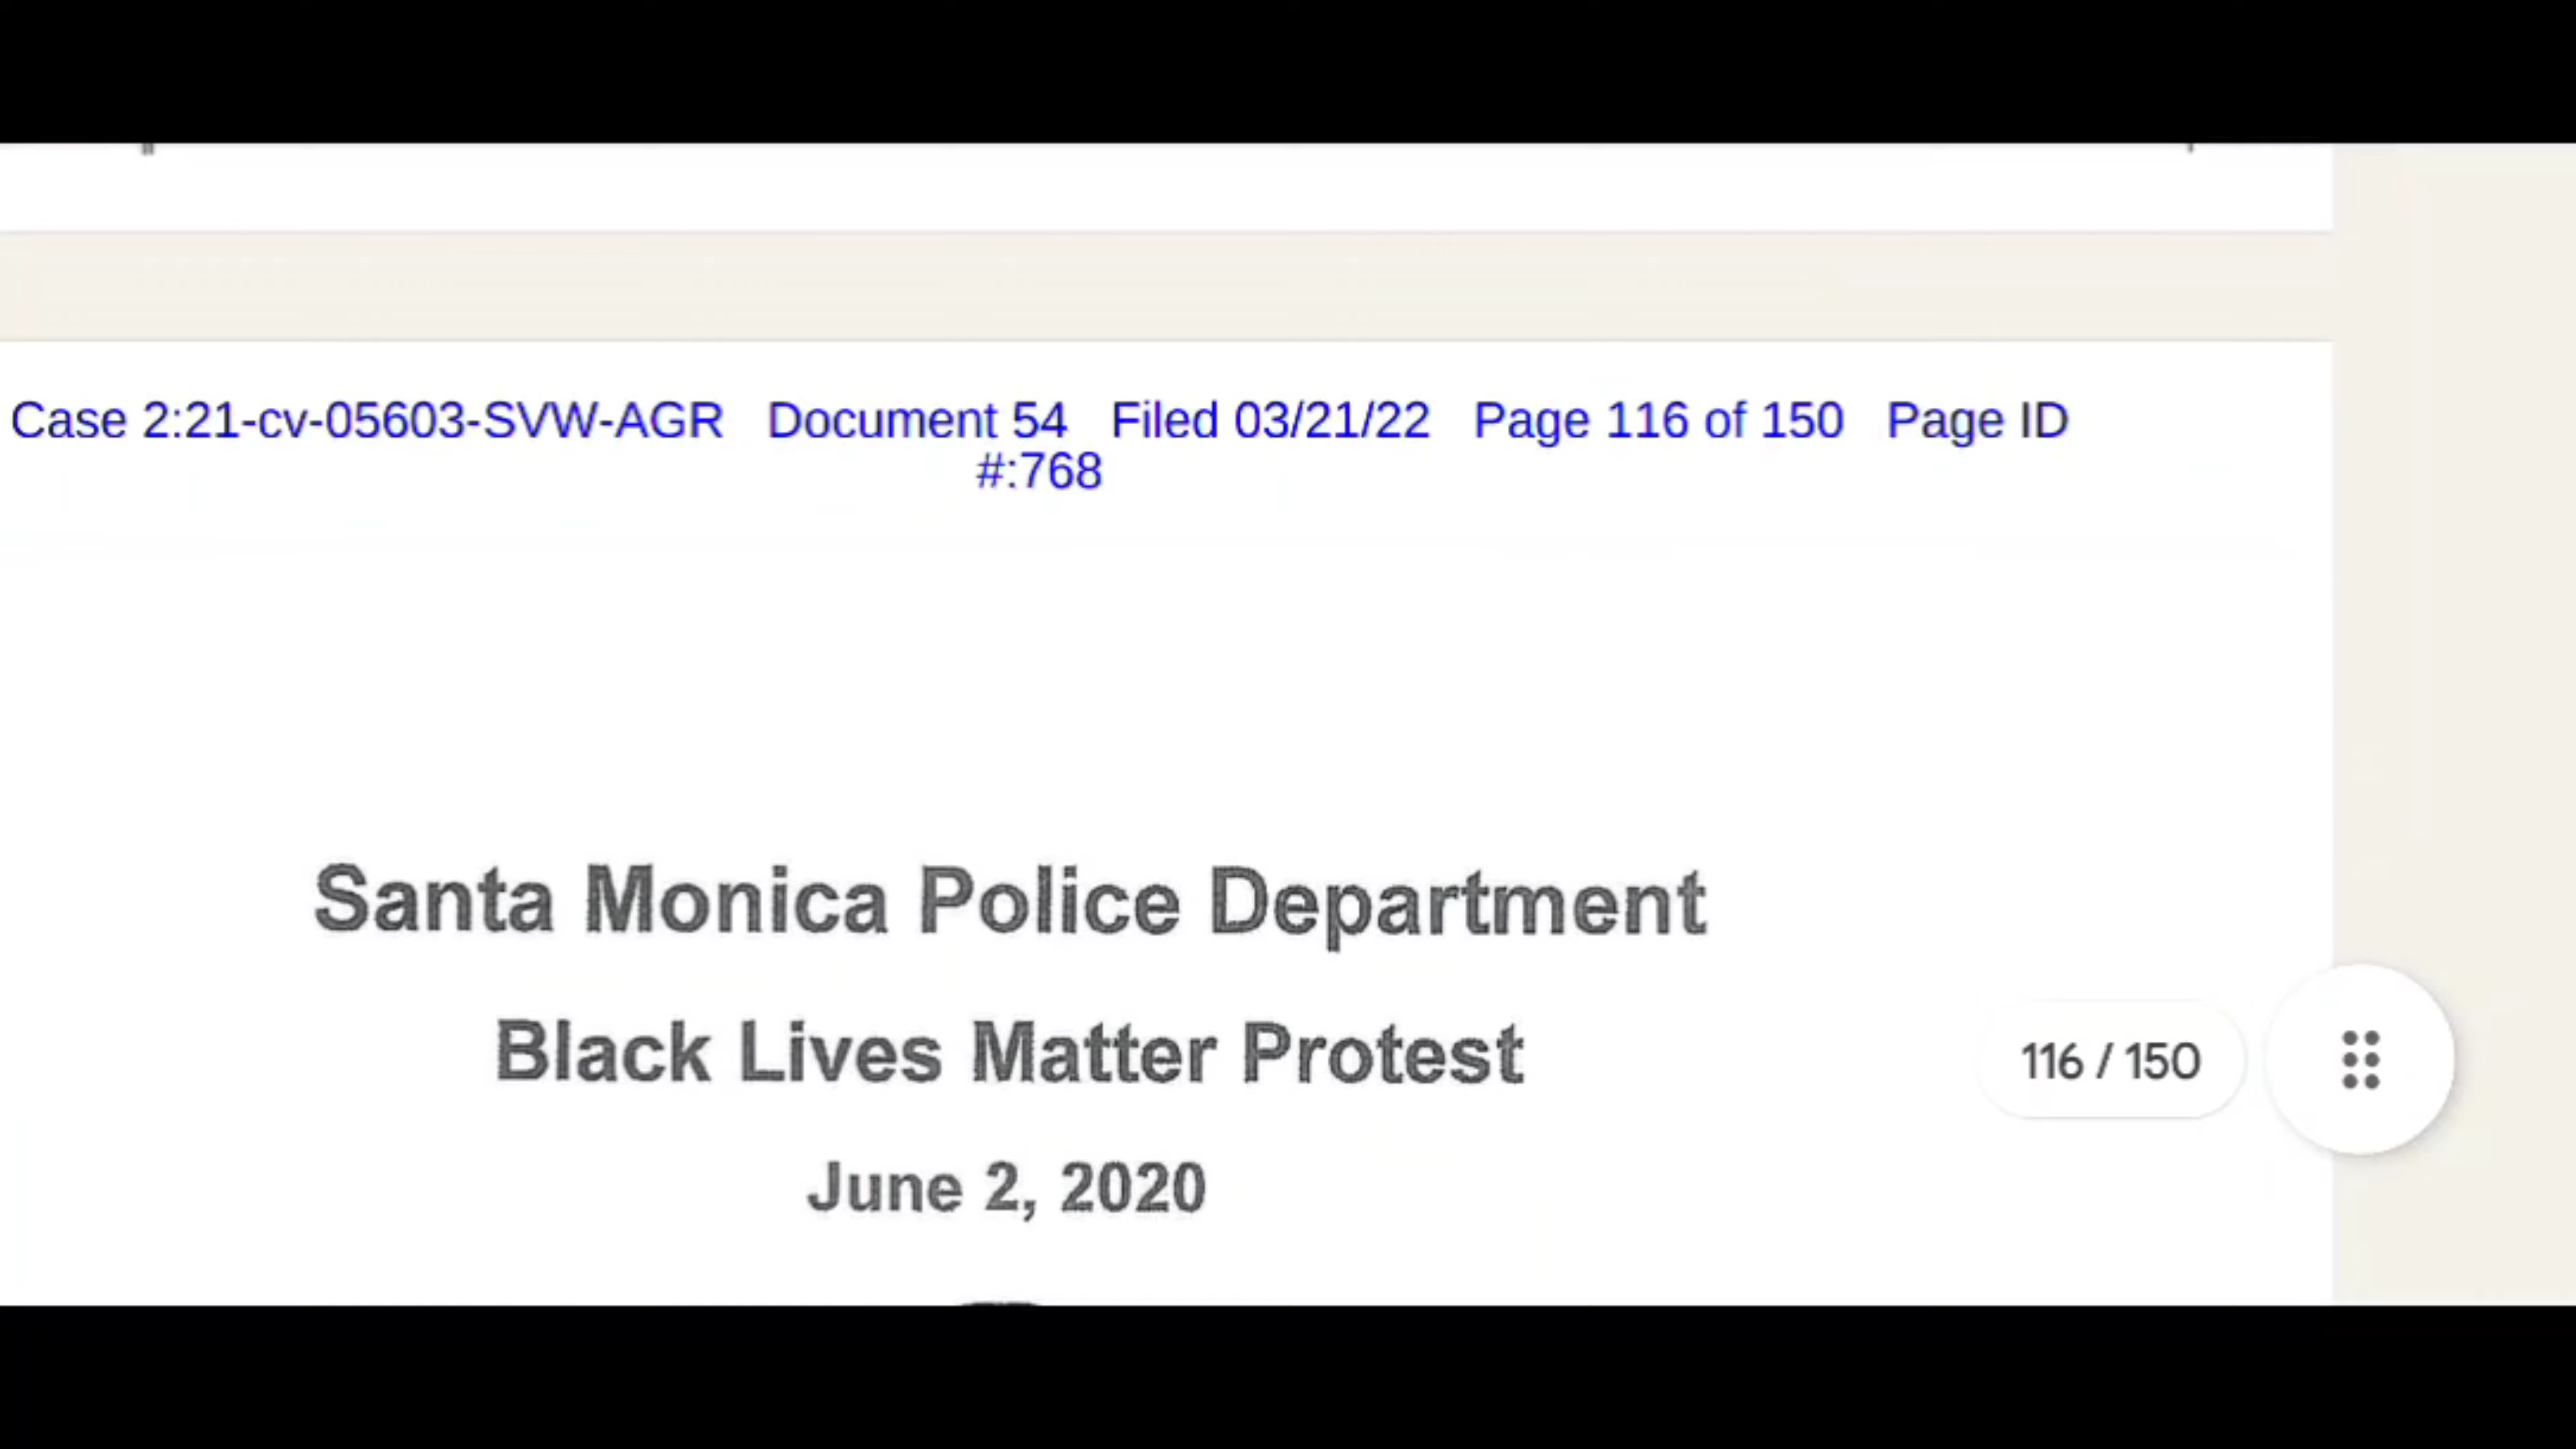 Case 2:21-cv-05603-SVW-AGR Document 54 Filed 03/21/22 Page 116 of 150 Page ID
#:768
Santa Monica Police Department
Black Lives Matter Protest
116 / 150
June 2, 2020